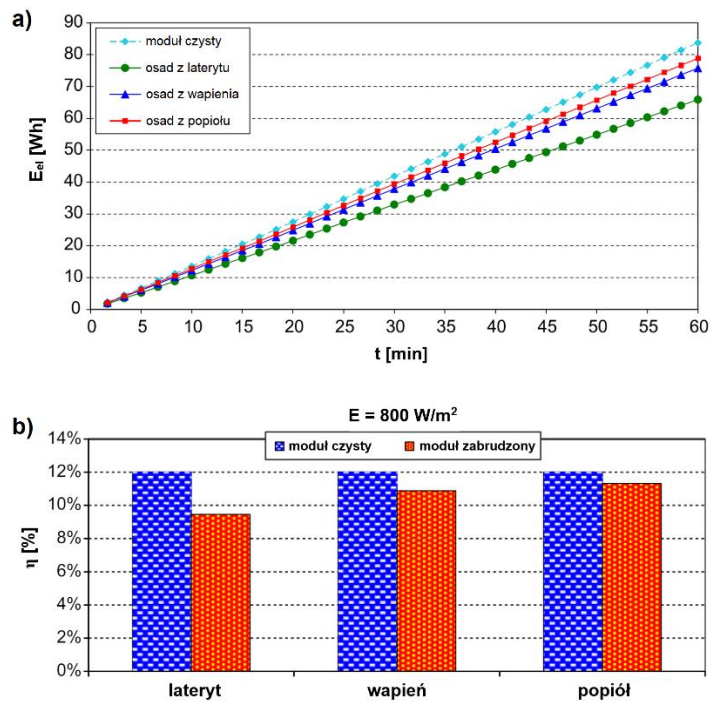 a)
90
80
70
60
50
40
30
20
10
0
E_el [Wh]
moduł czysty
osad z laterytu
osad z wapienia
osad z popiołu
0 5 10 15 20 25 30 35 40 45 50 55 60
t [min]
b)
E = 800 W/m²
moduł czysty moduł zabrudzony
14%
12%
10%
8%
6%
4%
2%
0%
η [%]
lateryt wapień popiół